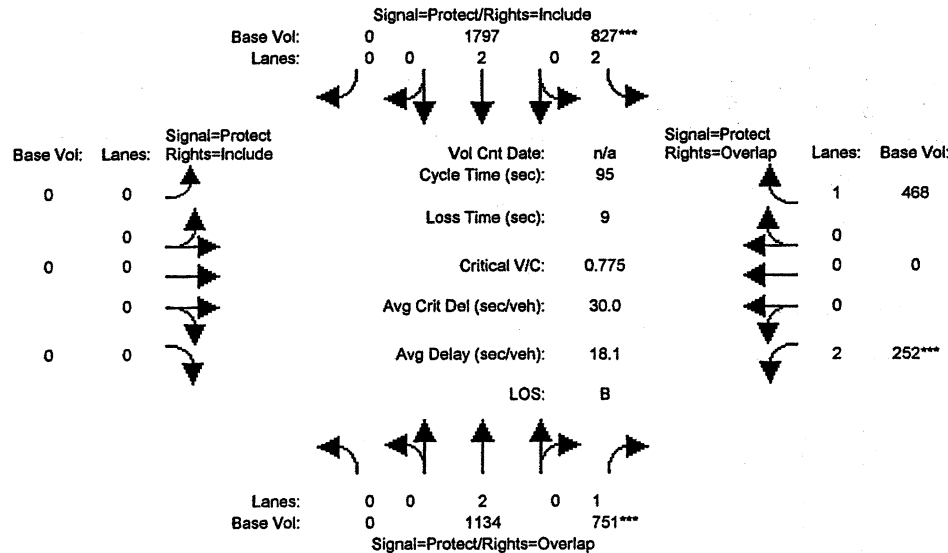 Signal=Protect/Rights=Include
Base Vol: 0 1797 827***
Lanes: 0 0 2 0 2
Signal=Protect
Base Vol: Lanes: Rights=Include
0 0
0
0 0
0
0 0
Vol Cnt Date: n/a
Cycle Time (sec): 95
Loss Time (sec): 9
Critical V/C: 0.775
Avg Crit Del (sec/veh): 30.0
Avg Delay (sec/veh): 18.1
LOS: B
Signal=Protect
Rights=Overlap Lanes: Base Vol:
1 468
0
0 0
0
2 252***
Lanes: 0 0 2 0 1
Base Vol: 0 1134 751***
Signal=Protect/Rights=Overlap